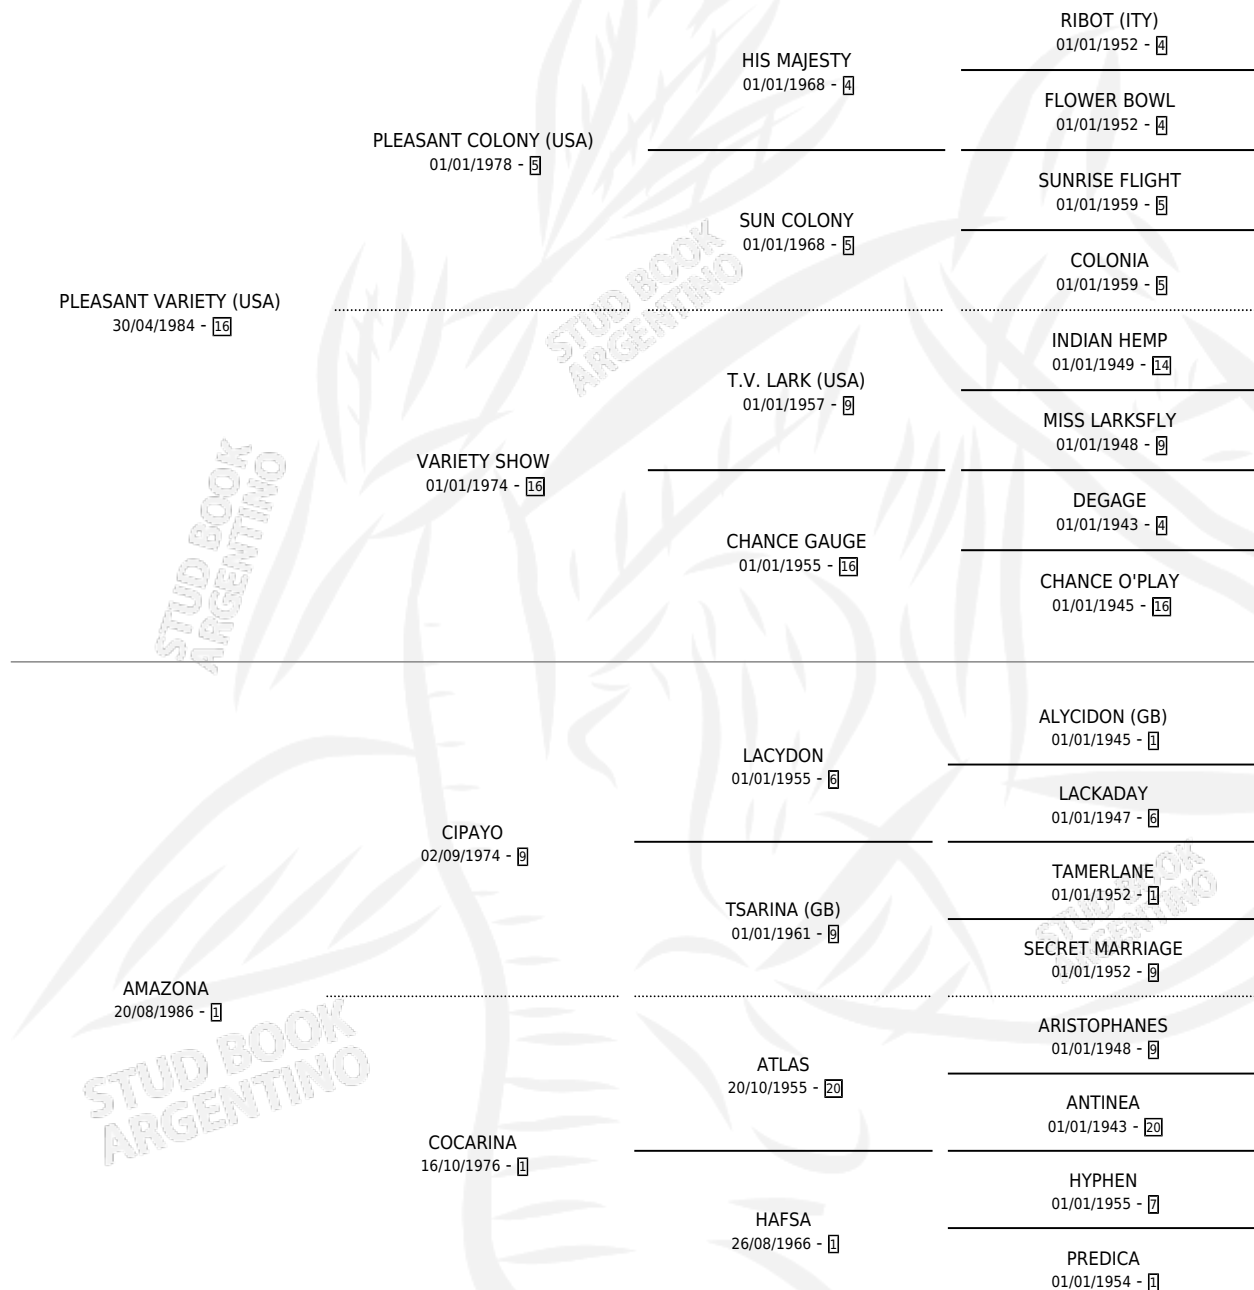 RIBOT (ITY)
01/01/1952 - 4
HIS MAJESTY
01/01/1968 - 4
FLOWER BOWL
01/01/1952 - 4
PLEASANT COLONY (USA)
01/01/1978 - 5
SUNRISE FLIGHT
01/01/1959 - 5
SUN COLONY
01/01/1968 - 5
COLONIA
01/01/1959 - 5
PLEASANT VARIETY (USA)
30/04/1984 - 16
INDIAN HEMP
01/01/1949 - 14
T.V. LARK (USA)
01/01/1957 - 9
MISS LARKSFLY
01/01/1948 - 9
VARIETY SHOW
01/01/1974 - 16
DEGAGE
01/01/1943 - 4
CHANCE GAUGE
01/01/1955 - 16
CHANCE O'PLAY
01/01/1945 - 16
ALYCIDON (GB)
01/01/1945 - 1
LACYDON
01/01/1955 - 6
LACKADAY
01/01/1947 - 6
CIPAYO
02/09/1974 - 9
TAMERLANE
01/01/1952 - 1
TSARINA (GB)
01/01/1961 - 9
SECRET MARRIAGE
01/01/1952 - 9
AMAZONA
20/08/1986 - 1
ARISTOPHANES
01/01/1948 - 9
ATLAS
20/10/1955 - 20
ANTINEA
01/01/1943 - 20
COCARINA
16/10/1976 - 1
HYPHEN
01/01/1955 - 7
HAFSA
26/08/1966 - 1
PREDICA
01/01/1954 - 1
STUD BOOK
ARGENTINO
STUD BOOK
ARGENTINO
STUD BOOK
ARGENTINO
STUD BOOK
ARGENTINO